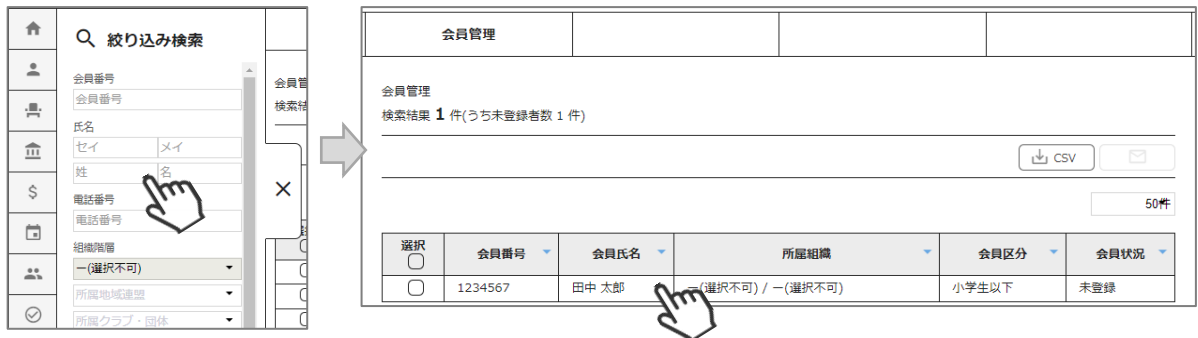 絞り込み検索
会員番号
会員番号
氏名
セイ メイ
姓 名
電話番号
電話番号
組織階層
ー(選択不可)
所属地域連盟
所属クラブ・団体
会員管
検索結
会員管理
会員管理
検索結果 1 件(うち未登録者数 1 件)
CSV
50件
選択 会員番号 会員氏名 所属組織 会員区分 会員状況
1234567 田中 太郎 ー(選択不可) / ー(選択不可) 小学生以下 未登録